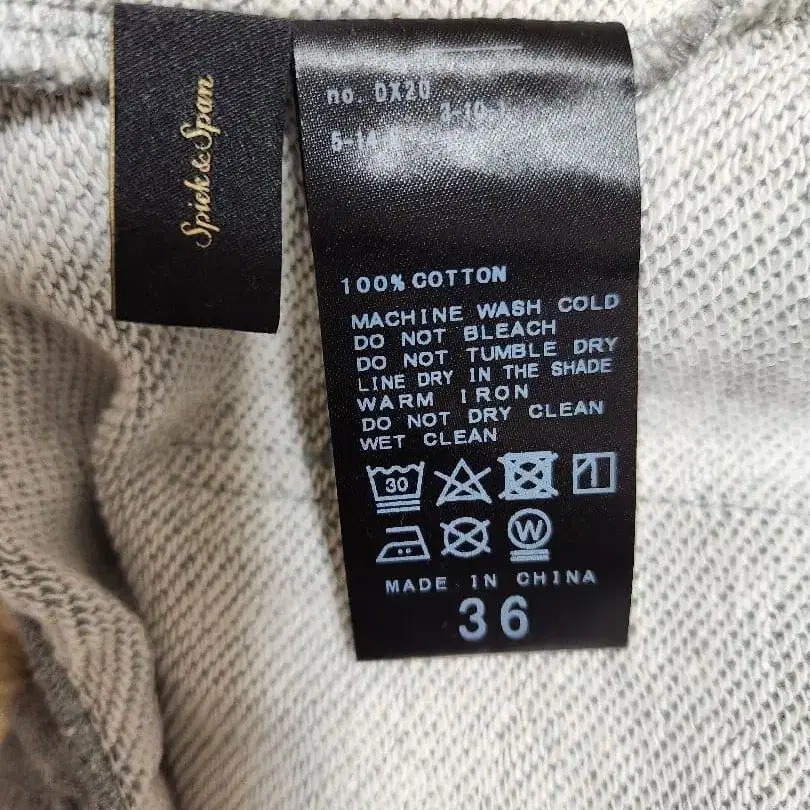 Spick & Span
no. DX20
100% COTTON
MACHINE WASH COLD
DO NOT BLEACH
DO NOT TUMBLE DRY
LINE DRY IN THE SHADE
WARM IRON
DO NOT DRY CLEAN
WET CLEAN
30
W
MADE IN CHINA
36